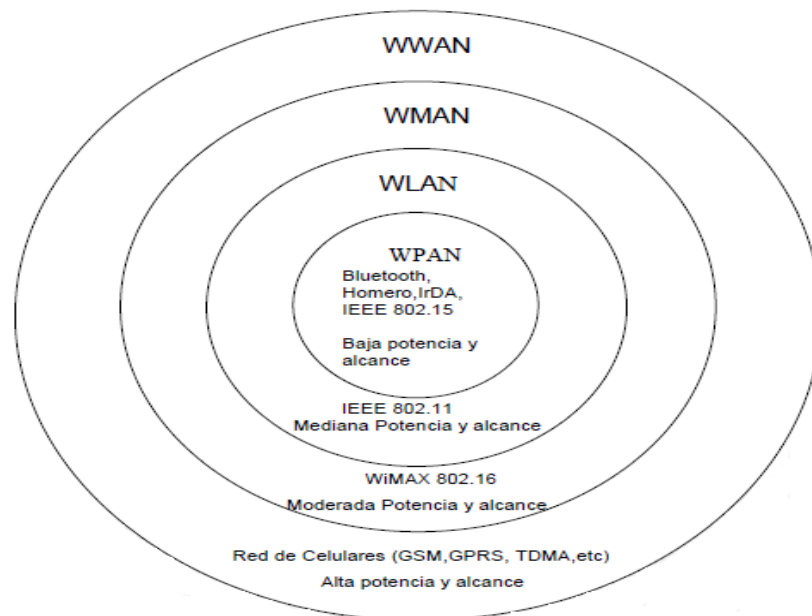 WWAN
WMAN
WLAN
WPAN
Bluetooth,
Homero,IrDA,
IEEE 802.15
Baja potencia y
alcance
IEEE 802.11
Mediana Potencia y alcance
WiMAX 802.16
Moderada Potencia y alcance
Red de Celulares (GSM,GPRS, TDMA,etc)
Alta potencia y alcance